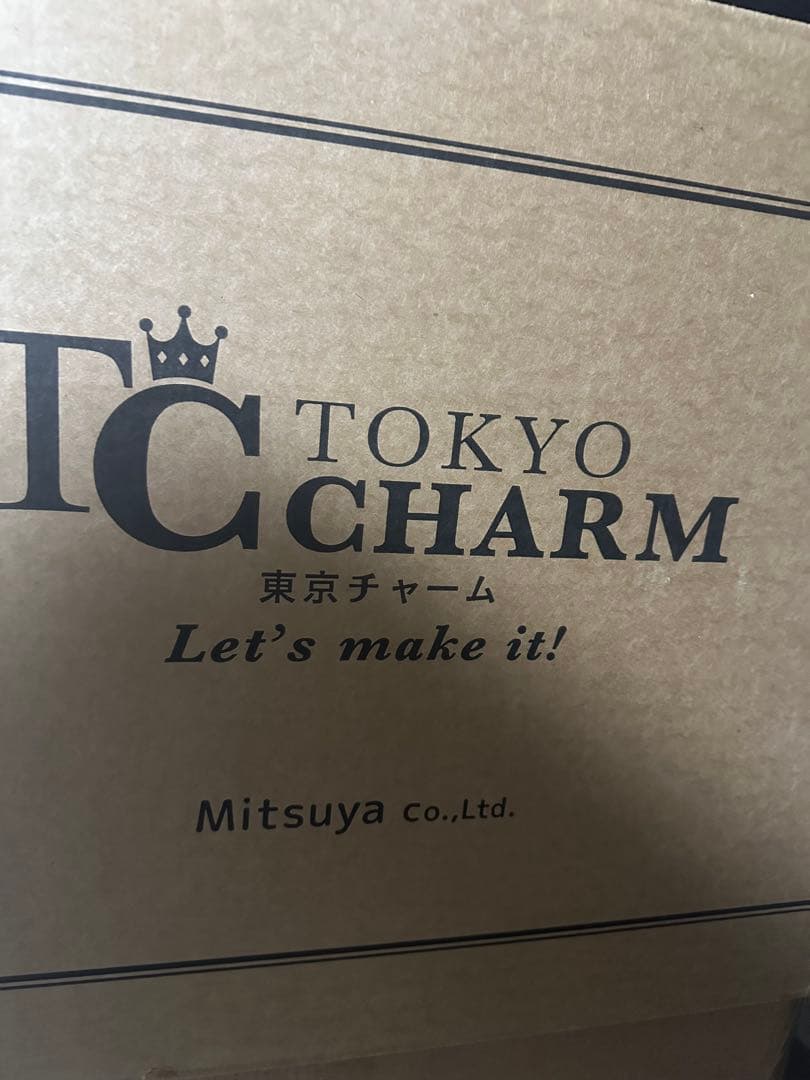 TC
TOKYO
CHARM
東京チャーム
Let's make it!
Mitsuya co.,Ltd.